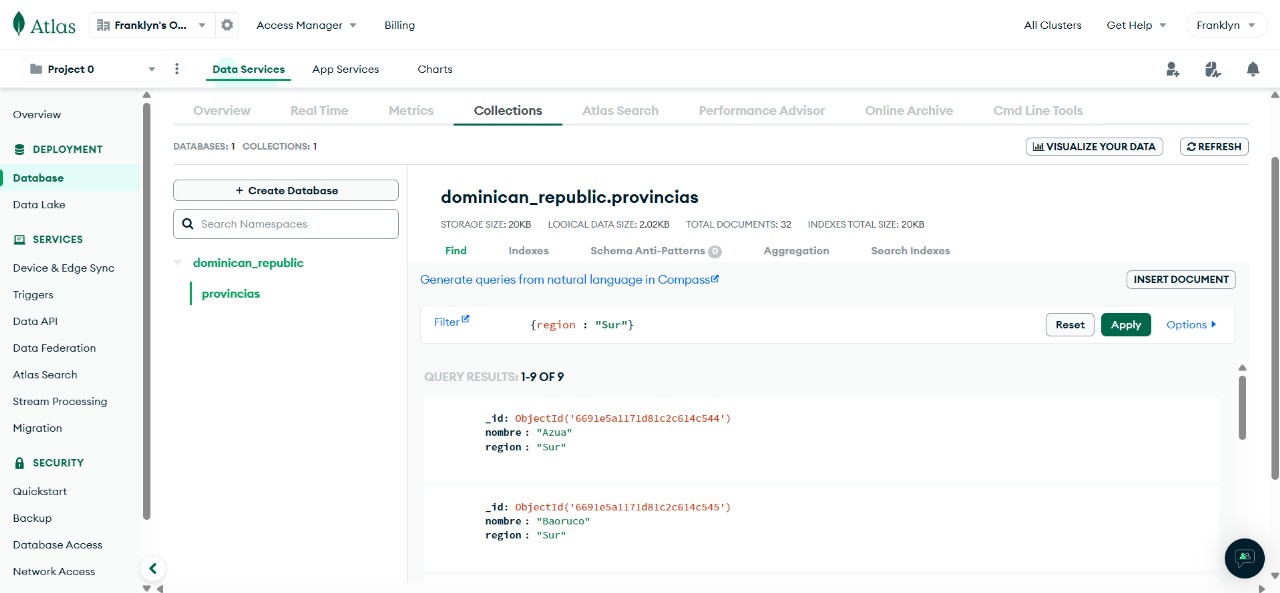 Atlas
Franklyn's O...
Access Manager
Billing
All Clusters
Get Help
Franklyn
Project 0
Data Services
App Services
Charts
Overview
DEPLOYMENT
Database
Data Lake
SERVICES
Device & Edge Sync
Triggers
Data API
Data Federation
Atlas Search
Stream Processing
Migration
SECURITY
Quickstart
Backup
Database Access
Network Access
Overview
Real Time
Metrics
Collections
Atlas Search
Performance Advisor
Online Archive
Cmd Line Tools
DATABASES: 1 COLLECTIONS: 1
VISUALIZE YOUR DATA
REFRESH
+ Create Database
Search Namespaces
dominican_republic
provincias
dominican_republic.provincias
STORAGE SIZE: 20KB LOGICAL DATA SIZE: 2.02KB TOTAL DOCUMENTS: 32 INDEXES TOTAL SIZE: 20KB
Find
Indexes
Schema Anti-Patterns 0
Aggregation
Search Indexes
Generate queries from natural language in Compass
INSERT DOCUMENT
Filter
{region : "Sur"}
Reset
Apply
Options
QUERY RESULTS: 1-9 OF 9
_id: ObjectId('6691e5a1171d81c2c614c544')
nombre : "Azua"
region : "Sur"
_id: ObjectId('6691e5a1171d81c2c614c545')
nombre : "Baoruco"
region : "Sur"